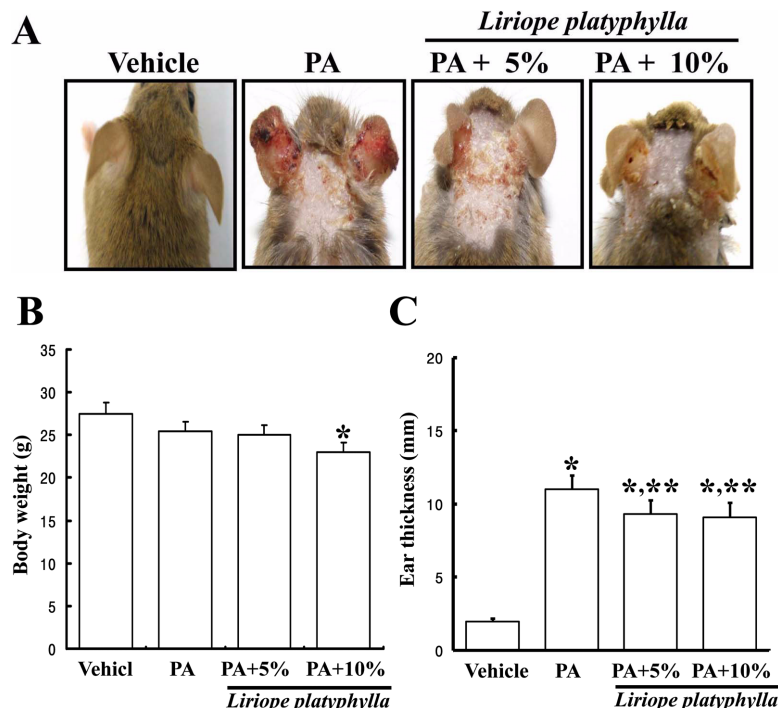 A
Liriope platyphylla
Vehicle PA PA + 5% PA + 10%
B
Body weight (g)
35
30
25
20
15
10
5
0
*
Vehicl PA PA+5% PA+10%
Liriope platyphylla
C
Ear thickness (mm)
20
15
10
5
0
* *,** *,**
Vehicle PA PA+5% PA+10%
Liriope platyphylla